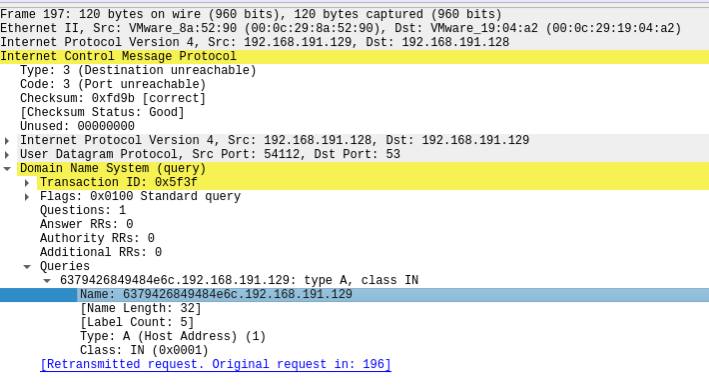 Frame 197: 120 bytes on wire (960 bits), 120 bytes captured (960 bits)
Ethernet II, Src: VMware_8a:52:90 (00:0c:29:8a:52:90), Dst: VMware_19:04:a2 (00:0c:29:19:04:a2)
Internet Protocol Version 4, Src: 192.168.191.129, Dst: 192.168.191.128
Internet Control Message Protocol
Type: 3 (Destination unreachable)
Code: 3 (Port unreachable)
Checksum: 0xfd9b [correct]
[Checksum Status: Good]
Unused: 00000000
Internet Protocol Version 4, Src: 192.168.191.128, Dst: 192.168.191.129
User Datagram Protocol, Src Port: 54112, Dst Port: 53
Domain Name System (query)
Transaction ID: 0x5f3f
Flags: 0x0100 Standard query
Questions: 1
Answer RRs: 0
Authority RRs: 0
Additional RRs: 0
Queries
6379426849484e6c.192.168.191.129: type A, class IN
Name: 6379426849484e6c.192.168.191.129
[Name Length: 32]
[Label Count: 5]
Type: A (Host Address) (1)
Class: IN (0x0001)
[Retransmitted request. Original request in: 196]